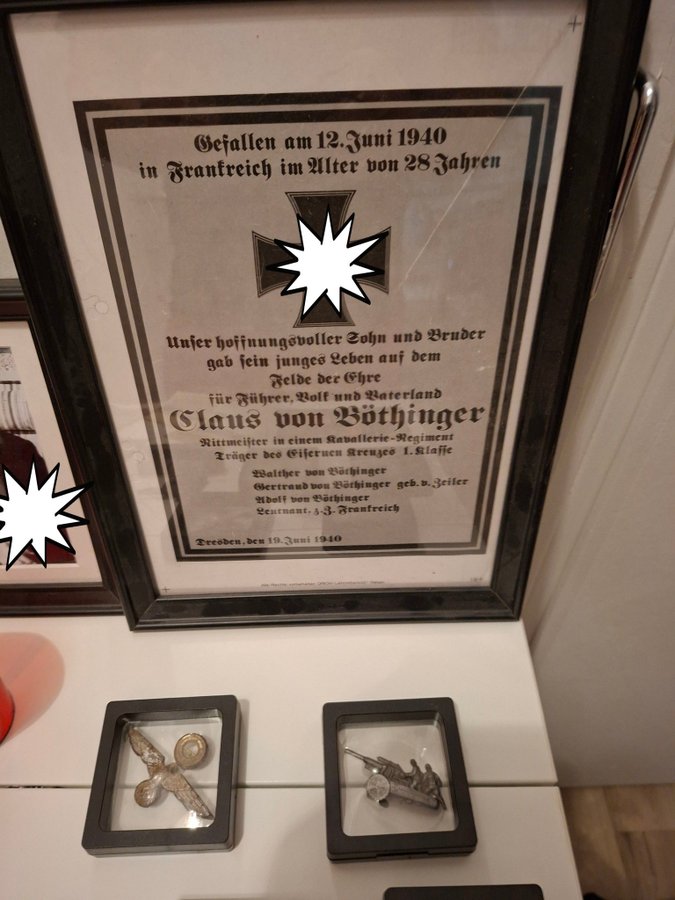 Gefallen am 12. Juni 1940
in Frankreich im Alter von 28 Jahren
Unser hoffnungsvoller Sohn und Bruder
gab sein junges Leben auf dem
Felde der Ehre
für Führer, Volk und Vaterland
Claus von Böthinger
Rittmeister in einem Kavallerie-Regiment
Träger des Eisernen Kreuzes 1. Klasse
Walther von Böthinger
Gertraud von Böthinger geb. v. Zeiler
Adolf von Böthinger
Leutnant, z.Z. Frankreich
Dresden, den 19. Juni 1940